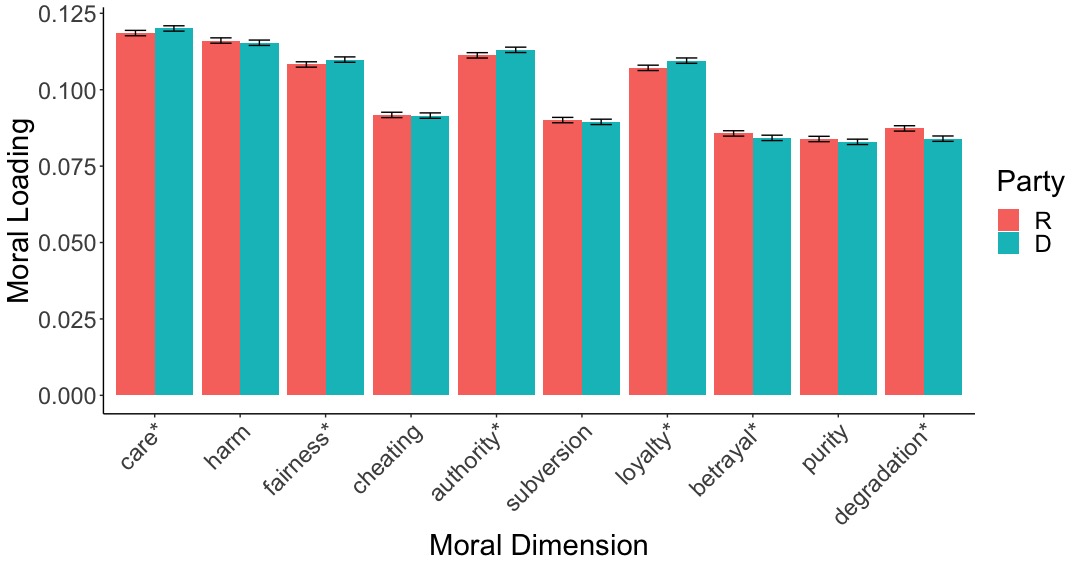 0.125
0.100
0.075
0.050
0.025
0.000
Moral Loading
care*
harm
fairness*
cheating
authority*
subversion
loyalty*
betrayal*
purity
degradation*
Moral Dimension
Party
R
D